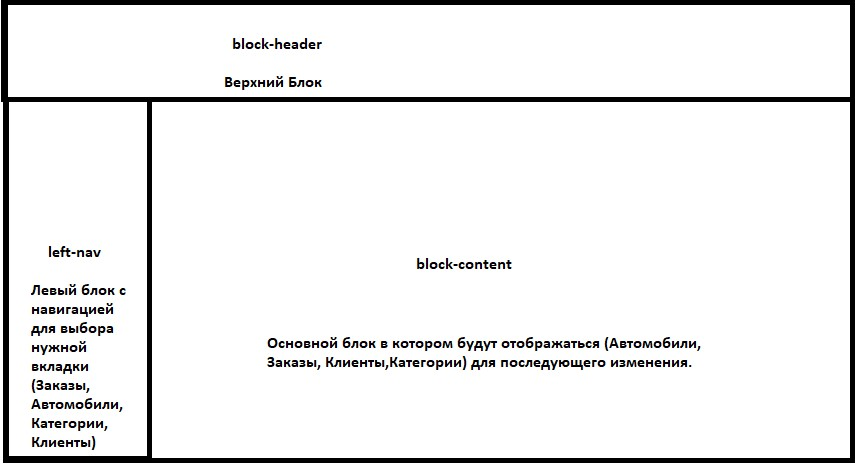 block-header
Верхний Блок
left-nav
Левый блок с
навигацией
для выбора
нужной
вкладки
(Заказы,
Автомобили,
Категории,
Клиенты)
block-content
Основной блок в котором будут отображаться (Автомобили,
Заказы, Клиенты,Категории) для последующего изменения.